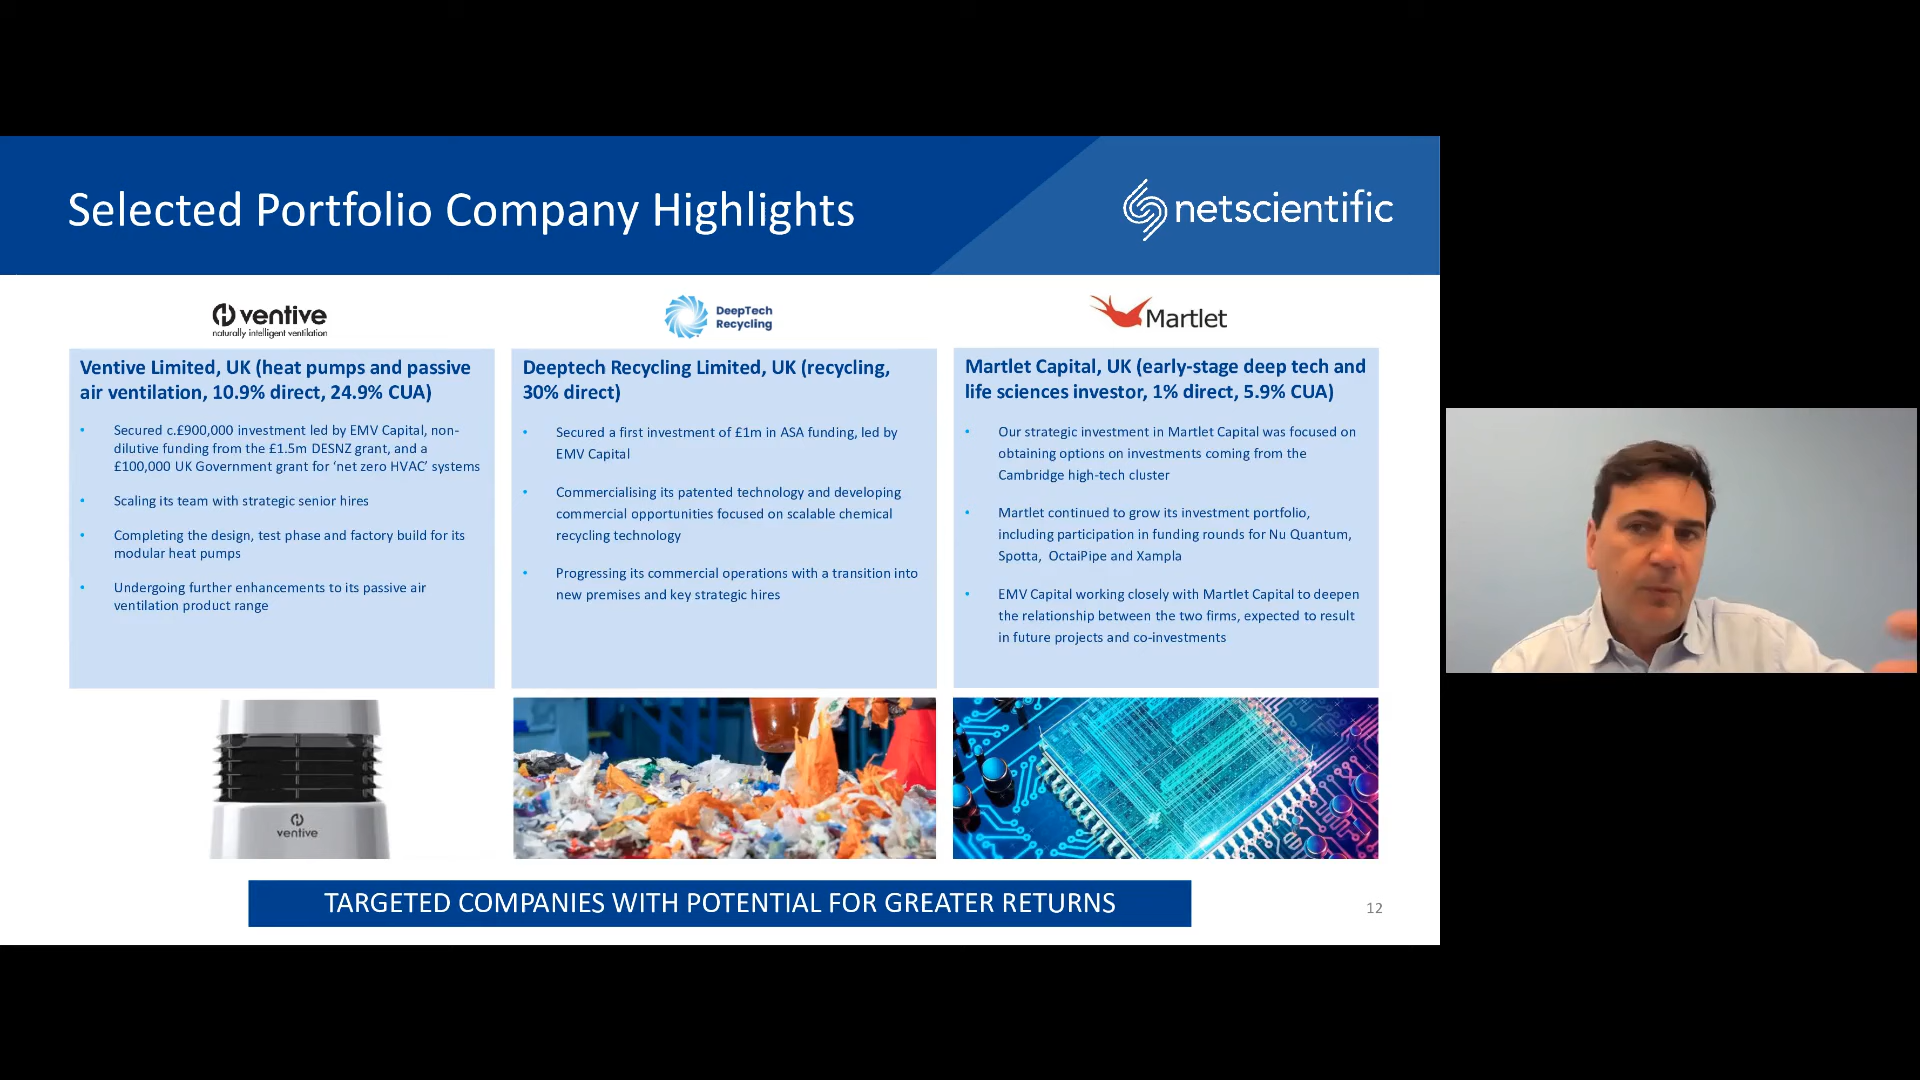 Selected Portfolio Company Highlights
netscientific
ventive
naturally intelligent ventilation
Ventive Limited, UK (heat pumps and passive
air ventilation, 10.9% direct, 24.9% CUA)
• Secured c.£900,000 investment led by EMV Capital, non-
dilutive funding from the £1.5m DESNZ grant, and a
£100,000 UK Government grant for ‘net zero HVAC’ systems
• Scaling its team with strategic senior hires
• Completing the design, test phase and factory build for its
modular heat pumps
• Undergoing further enhancements to its passive air
ventilation product range
ventive
DeepTech
Recycling
Deeptech Recycling Limited, UK (recycling,
30% direct)
• Secured a first investment of £1m in ASA funding, led by
EMV Capital
• Commercialising its patented technology and developing
commercial opportunities focused on scalable chemical
recycling technology
• Progressing its commercial operations with a transition into
new premises and key strategic hires
Martlet
Martlet Capital, UK (early-stage deep tech and
life sciences investor, 1% direct, 5.9% CUA)
• Our strategic investment in Martlet Capital was focused on
obtaining options on investments coming from the
Cambridge high-tech cluster
• Martlet continued to grow its investment portfolio,
including participation in funding rounds for Nu Quantum,
Spotta, OctaiPipe and Xampla
• EMV Capital working closely with Martlet Capital to deepen
the relationship between the two firms, expected to result
in future projects and co-investments
TARGETED COMPANIES WITH POTENTIAL FOR GREATER RETURNS
12